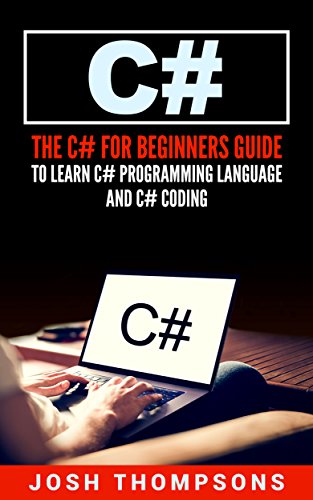 C#
THE C# FOR BEGINNERS GUIDE
TO LEARN C# PROGRAMMING LANGUAGE
AND C# CODING
C#
JOSH THOMPSONS